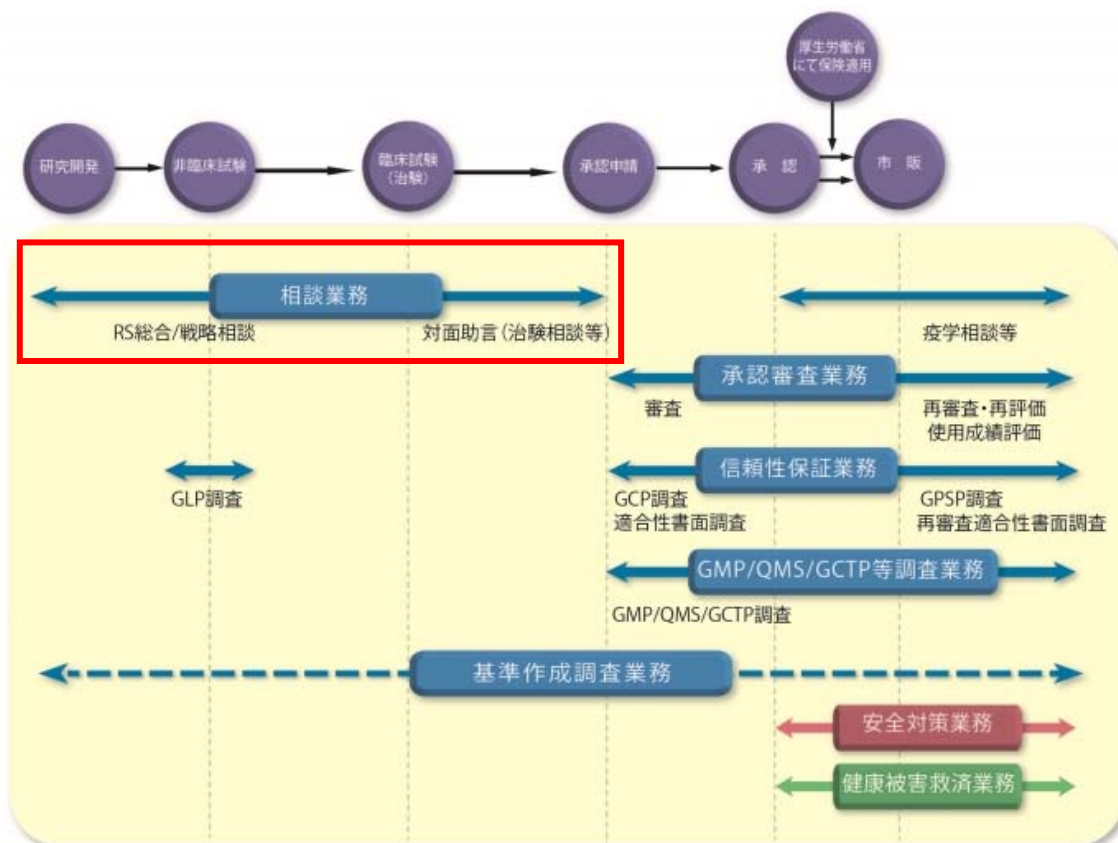 厚生労働省
にて保険適用
研究開発
非臨床試験
臨床試験
(治験)
承認申請
承 認
市 販
相談業務
RS総合/戦略相談
対面助言(治験相談等)
疫学相談等
承認審査業務
審査
再審査・再評価
使用成績評価
信頼性保証業務
GLP調査
GCP調査
適合性書面調査
GPSP調査
再審査適合性書面調査
GMP/QMS/GCTP等調査業務
GMP/QMS/GCTP調査
基準作成調査業務
安全対策業務
健康被害救済業務